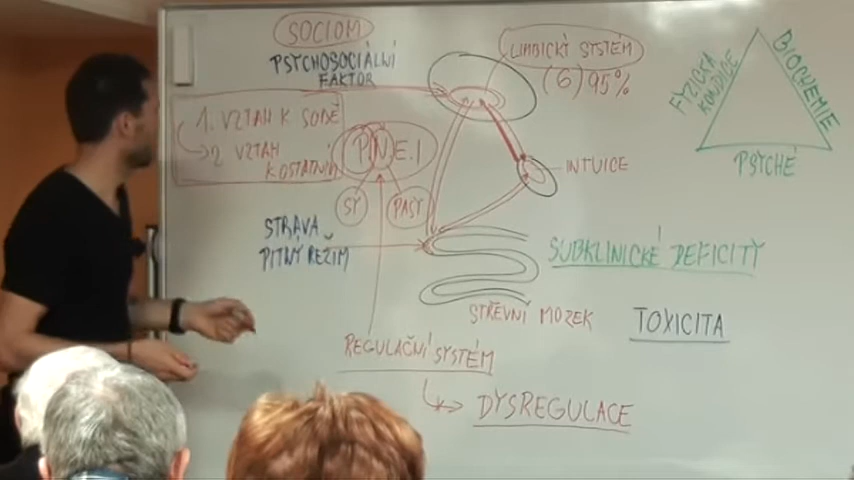 SOCIOM
PSYCHOSOCIÁLNÍ
FAKTOR
1. VZTAH K SOBĚ
2 VZTAH
K OSTATNÍM
P.N.E.I
SY
PASY
LIMBICKÝ SYSTÉM
(6) 95%
INTUICE
STRAVA
PITNÝ REŽIM
STŘEVNÍ MOZEK
REGULAČNÍ SYSTÉM
DYSREGULACE
FYZICKÁ
KONDICE
BIOCHEMIE
PSYCHÉ
SUBKLINICKÉ DEFICITY
TOXICITA